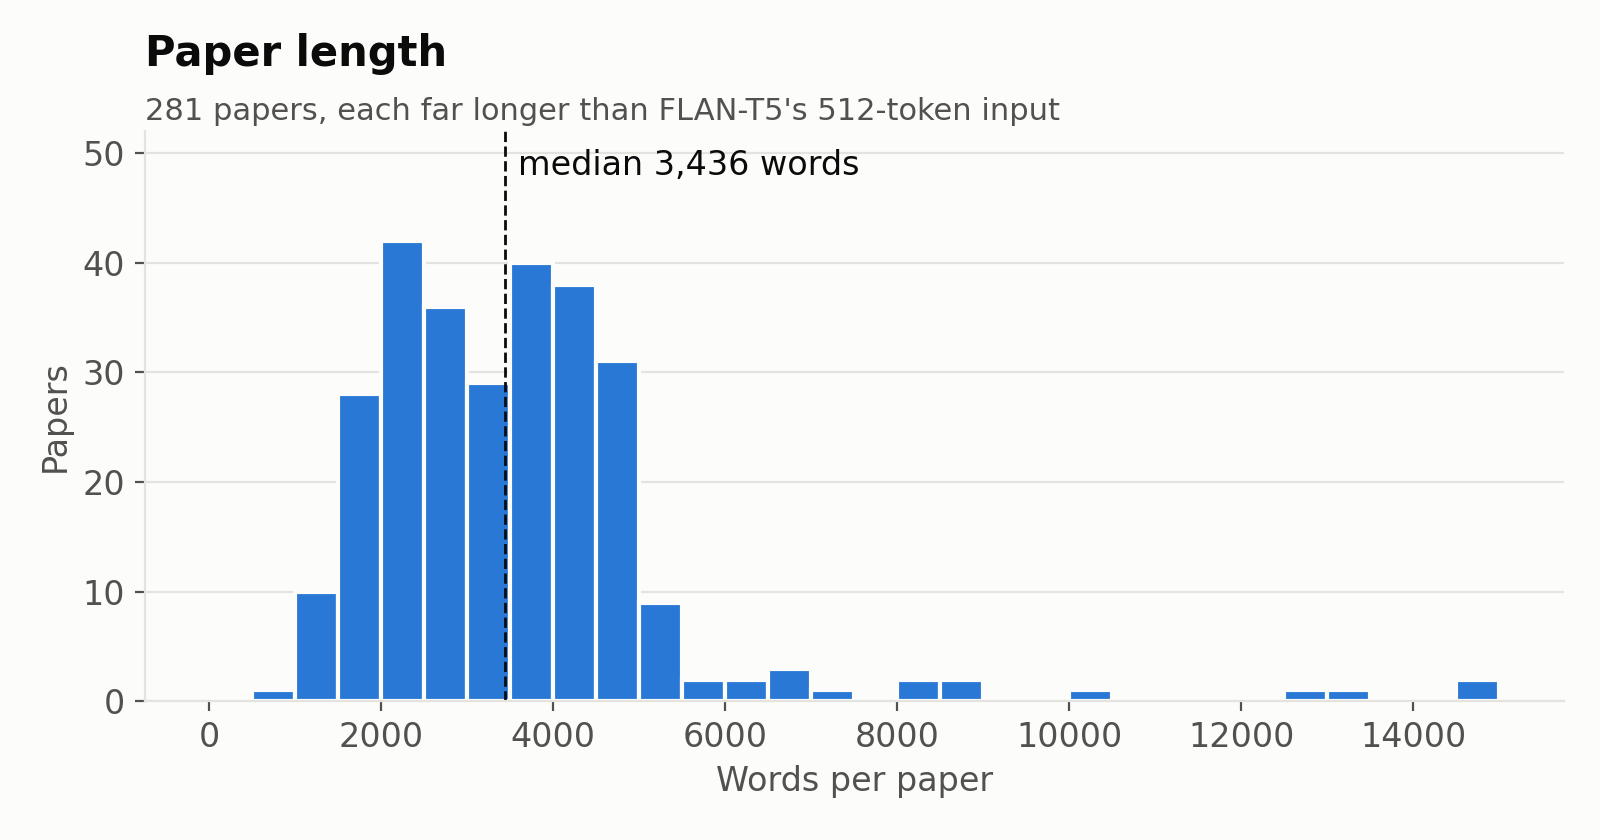 Paper length
281 papers, each far longer than FLAN-T5's 512-token input
median 3,436 words
50
40
30
20
10
0
Papers
0 2000 4000 6000 8000 10000 12000 14000
Words per paper